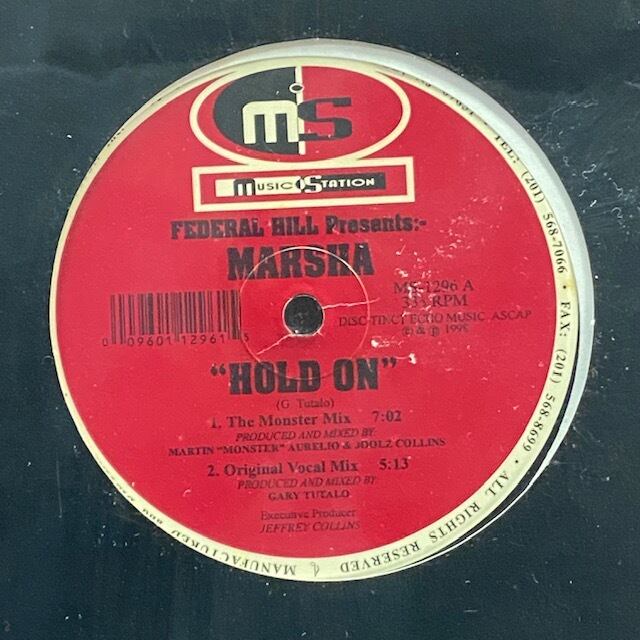 MS
MUSIC STATION
FEDERAL HILL Presents:-
MARSHA
MS-1296 A
33⅓ RPM
DISC-TINCT ECHO MUSIC, ASCAP
© & ℗ 1998
0 09601 12961 5
"HOLD ON"
(G. Tutalo)
1. The Monster Mix 7:02
PRODUCED AND MIXED BY:
MARTIN "MONSTER" AURELIO & JOOLZ COLLINS
2. Original Vocal Mix 5:13
PRODUCED AND MIXED BY:
GARY TUTALO
Executive Producer
JEFFREY COLLINS
TEL: (201) 568-7066 • FAX: (201) 568-8699 • ALL RIGHTS RESERVED & MANUFACTURED